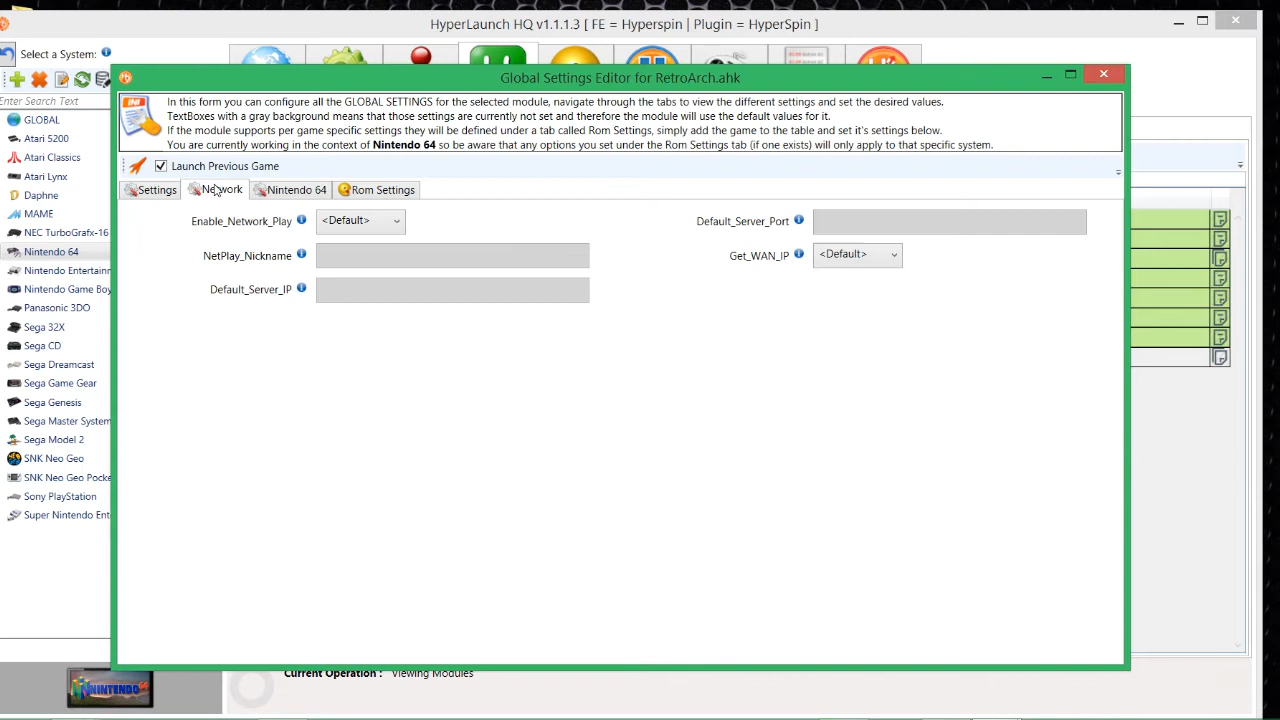 HyperLaunch HQ v1.1.1.3 [ FE = Hyperspin | Plugin = HyperSpin ]
Select a System:
Enter Search Text
GLOBAL
Atari 5200
Atari Classics
Atari Lynx
Daphne
MAME
NEC TurboGrafx-16
Nintendo 64
Nintendo Entertainm
Nintendo Game Boy
Panasonic 3DO
Sega 32X
Sega CD
Sega Dreamcast
Sega Game Gear
Sega Genesis
Sega Master System
Sega Model 2
SNK Neo Geo
SNK Neo Geo Pocke
Sony PlayStation
Super Nintendo Ent
Global Settings Editor for RetroArch.ahk
In this form you can configure all the GLOBAL SETTINGS for the selected module, navigate through the tabs to view the different settings and set the desired values.
TextBoxes with a gray background means that those settings are currently not set and therefore the module will use the default values for it.
If the module supports per game specific settings they will be defined under a tab called Rom Settings, simply add the game to the table and set it's settings below.
You are currently working in the context of Nintendo 64 so be aware that any options you set under the Rom Settings tab (if one exists) will only apply to that specific system.
Launch Previous Game
Settings Network Nintendo 64 Rom Settings
Enable_Network_Play <Default> Default_Server_Port
NetPlay_Nickname Get_WAN_IP <Default>
Default_Server_IP
NINTENDO64
Current Operation : Viewing Modules